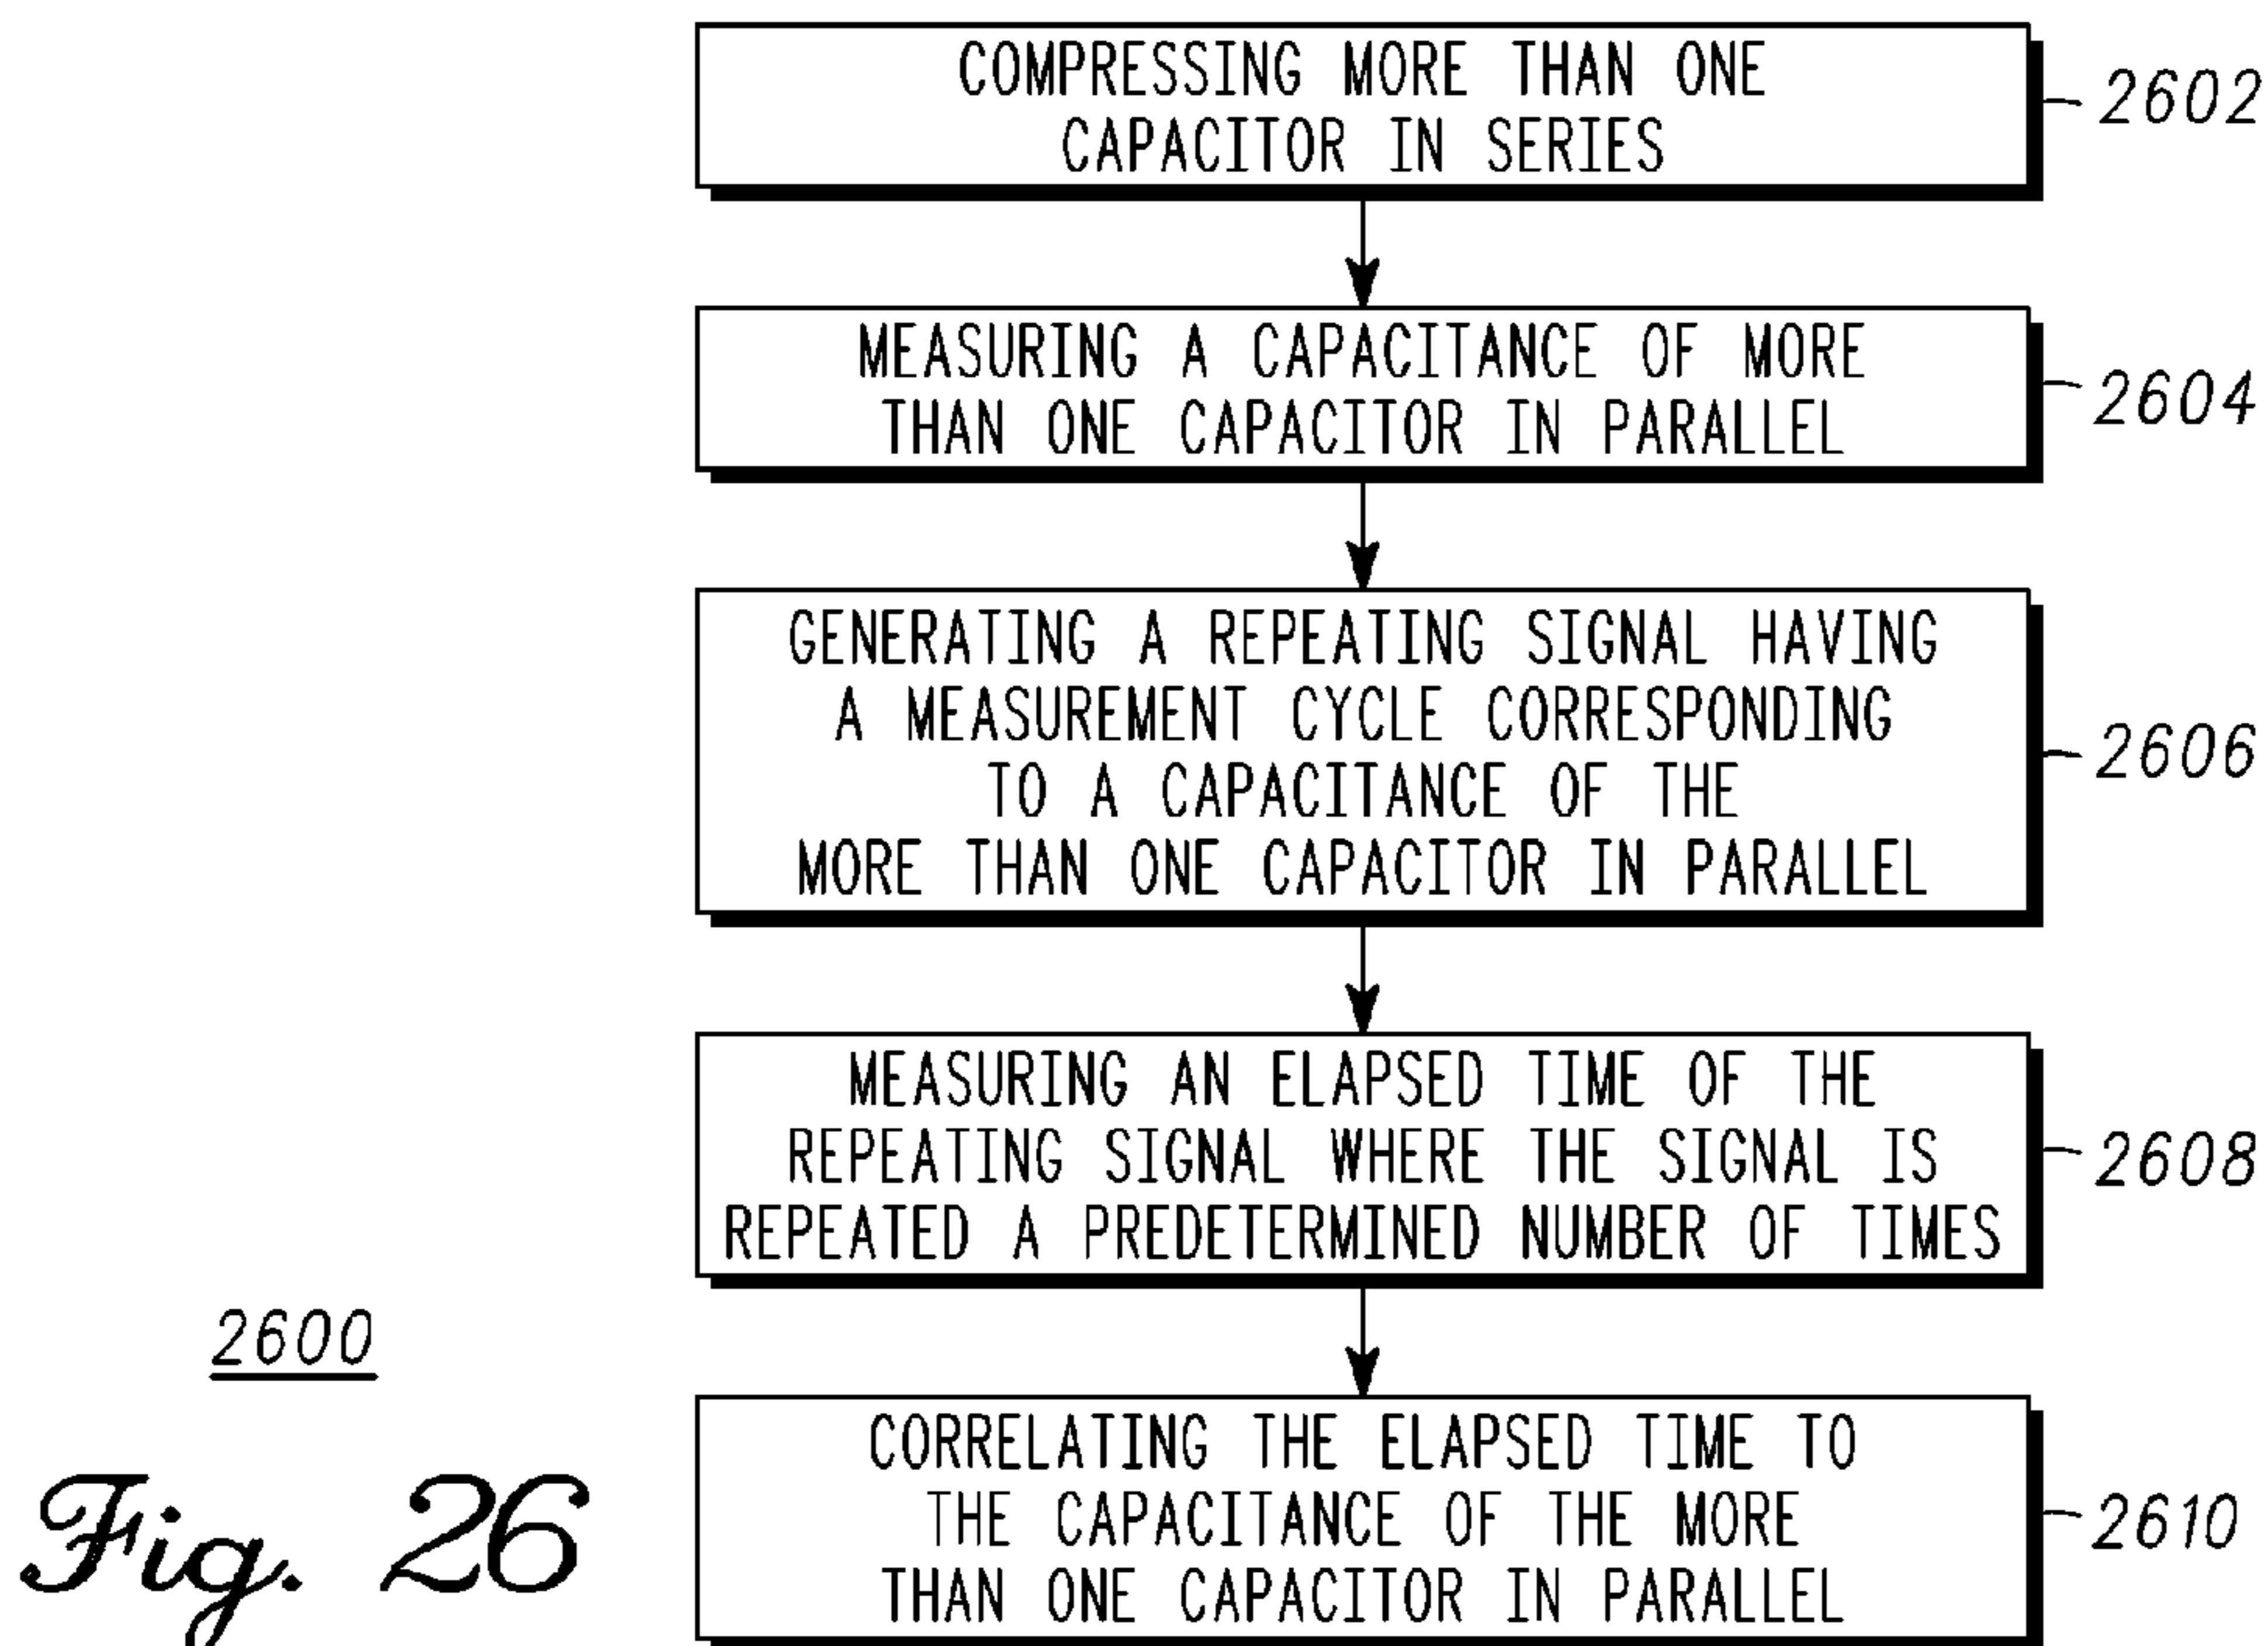 COMPRESSING MORE THAN ONE
CAPACITOR IN SERIES
2602
MEASURING A CAPACITANCE OF MORE
THAN ONE CAPACITOR IN PARALLEL
2604
GENERATING A REPEATING SIGNAL HAVING
A MEASUREMENT CYCLE CORRESPONDING
TO A CAPACITANCE OF THE
MORE THAN ONE CAPACITOR IN PARALLEL
2606
MEASURING AN ELAPSED TIME OF THE
REPEATING SIGNAL WHERE THE SIGNAL IS
REPEATED A PREDETERMINED NUMBER OF TIMES
2608
CORRELATING THE ELAPSED TIME TO
THE CAPACITANCE OF THE MORE
THAN ONE CAPACITOR IN PARALLEL
2610
2600
Fig. 26